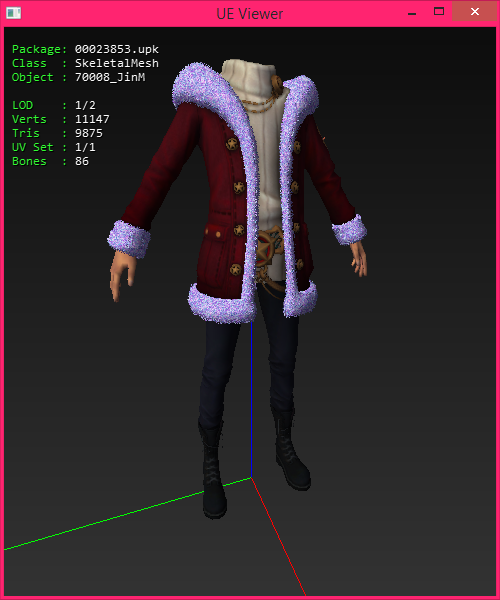 UE Viewer
Package: 00023853.upk
Class : SkeletalMesh
Object : 70008_JinM
LOD : 1/2
Verts : 11147
Tris : 9875
UV Set : 1/1
Bones : 86